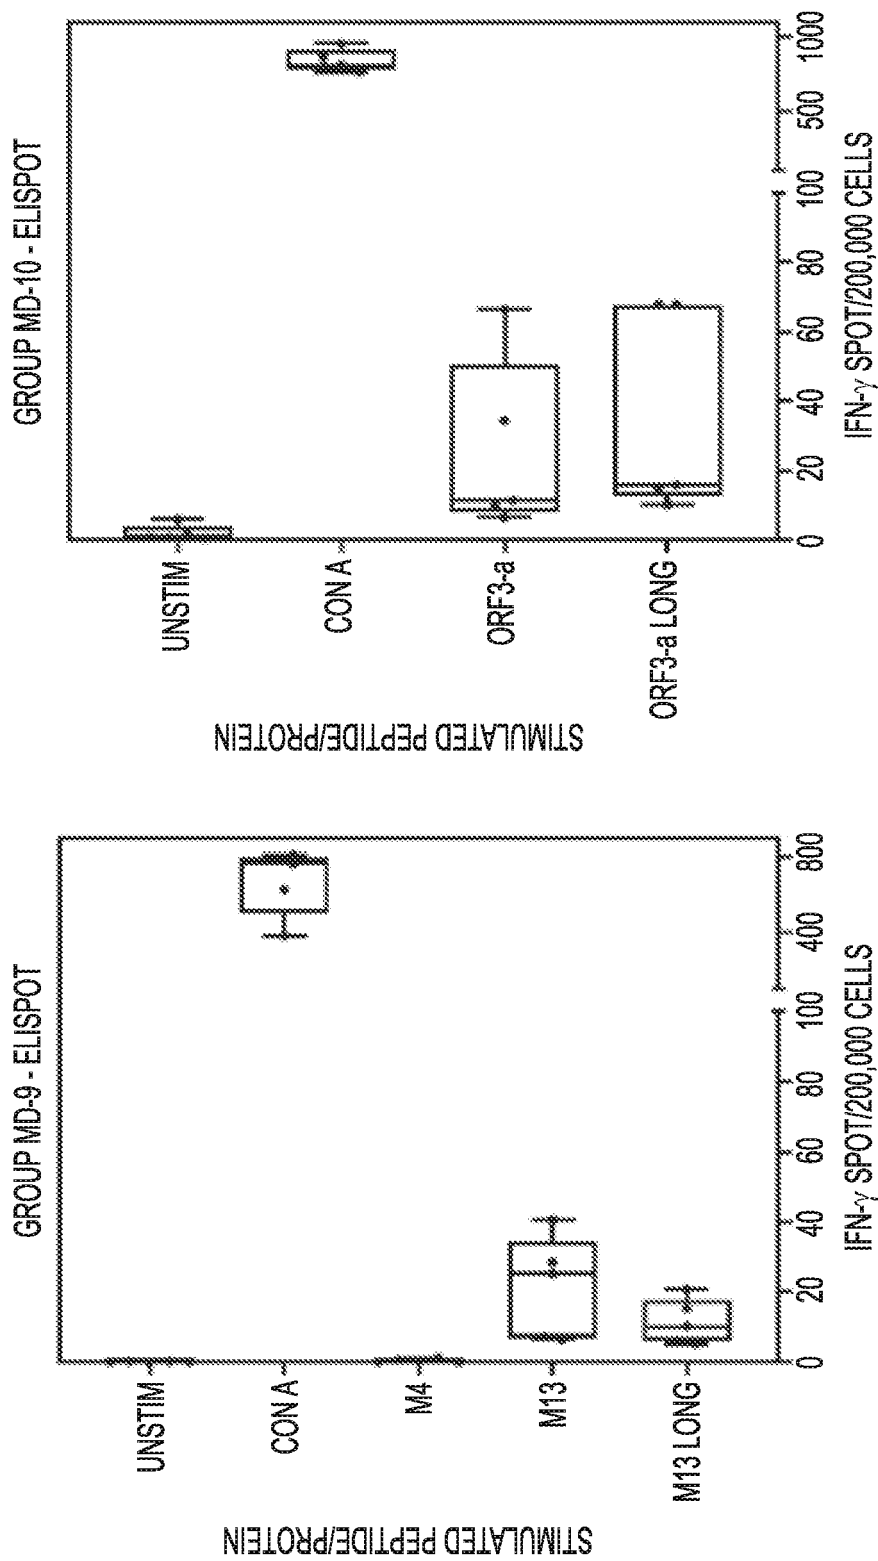 GROUP MD-9 - ELISPOT
STIMULATED PEPTIDE/PROTEIN
UNSTIM
CON A
M4
M13
M13 LONG
0
20
40
60
80
100
400
800
IFN-γ SPOT/200,000 CELLS
GROUP MD-10 - ELISPOT
STIMULATED PEPTIDE/PROTEIN
UNSTIM
CON A
ORF3-a
ORF3-a LONG
0
20
40
60
80
100
500
1000
IFN-γ SPOT/200,000 CELLS